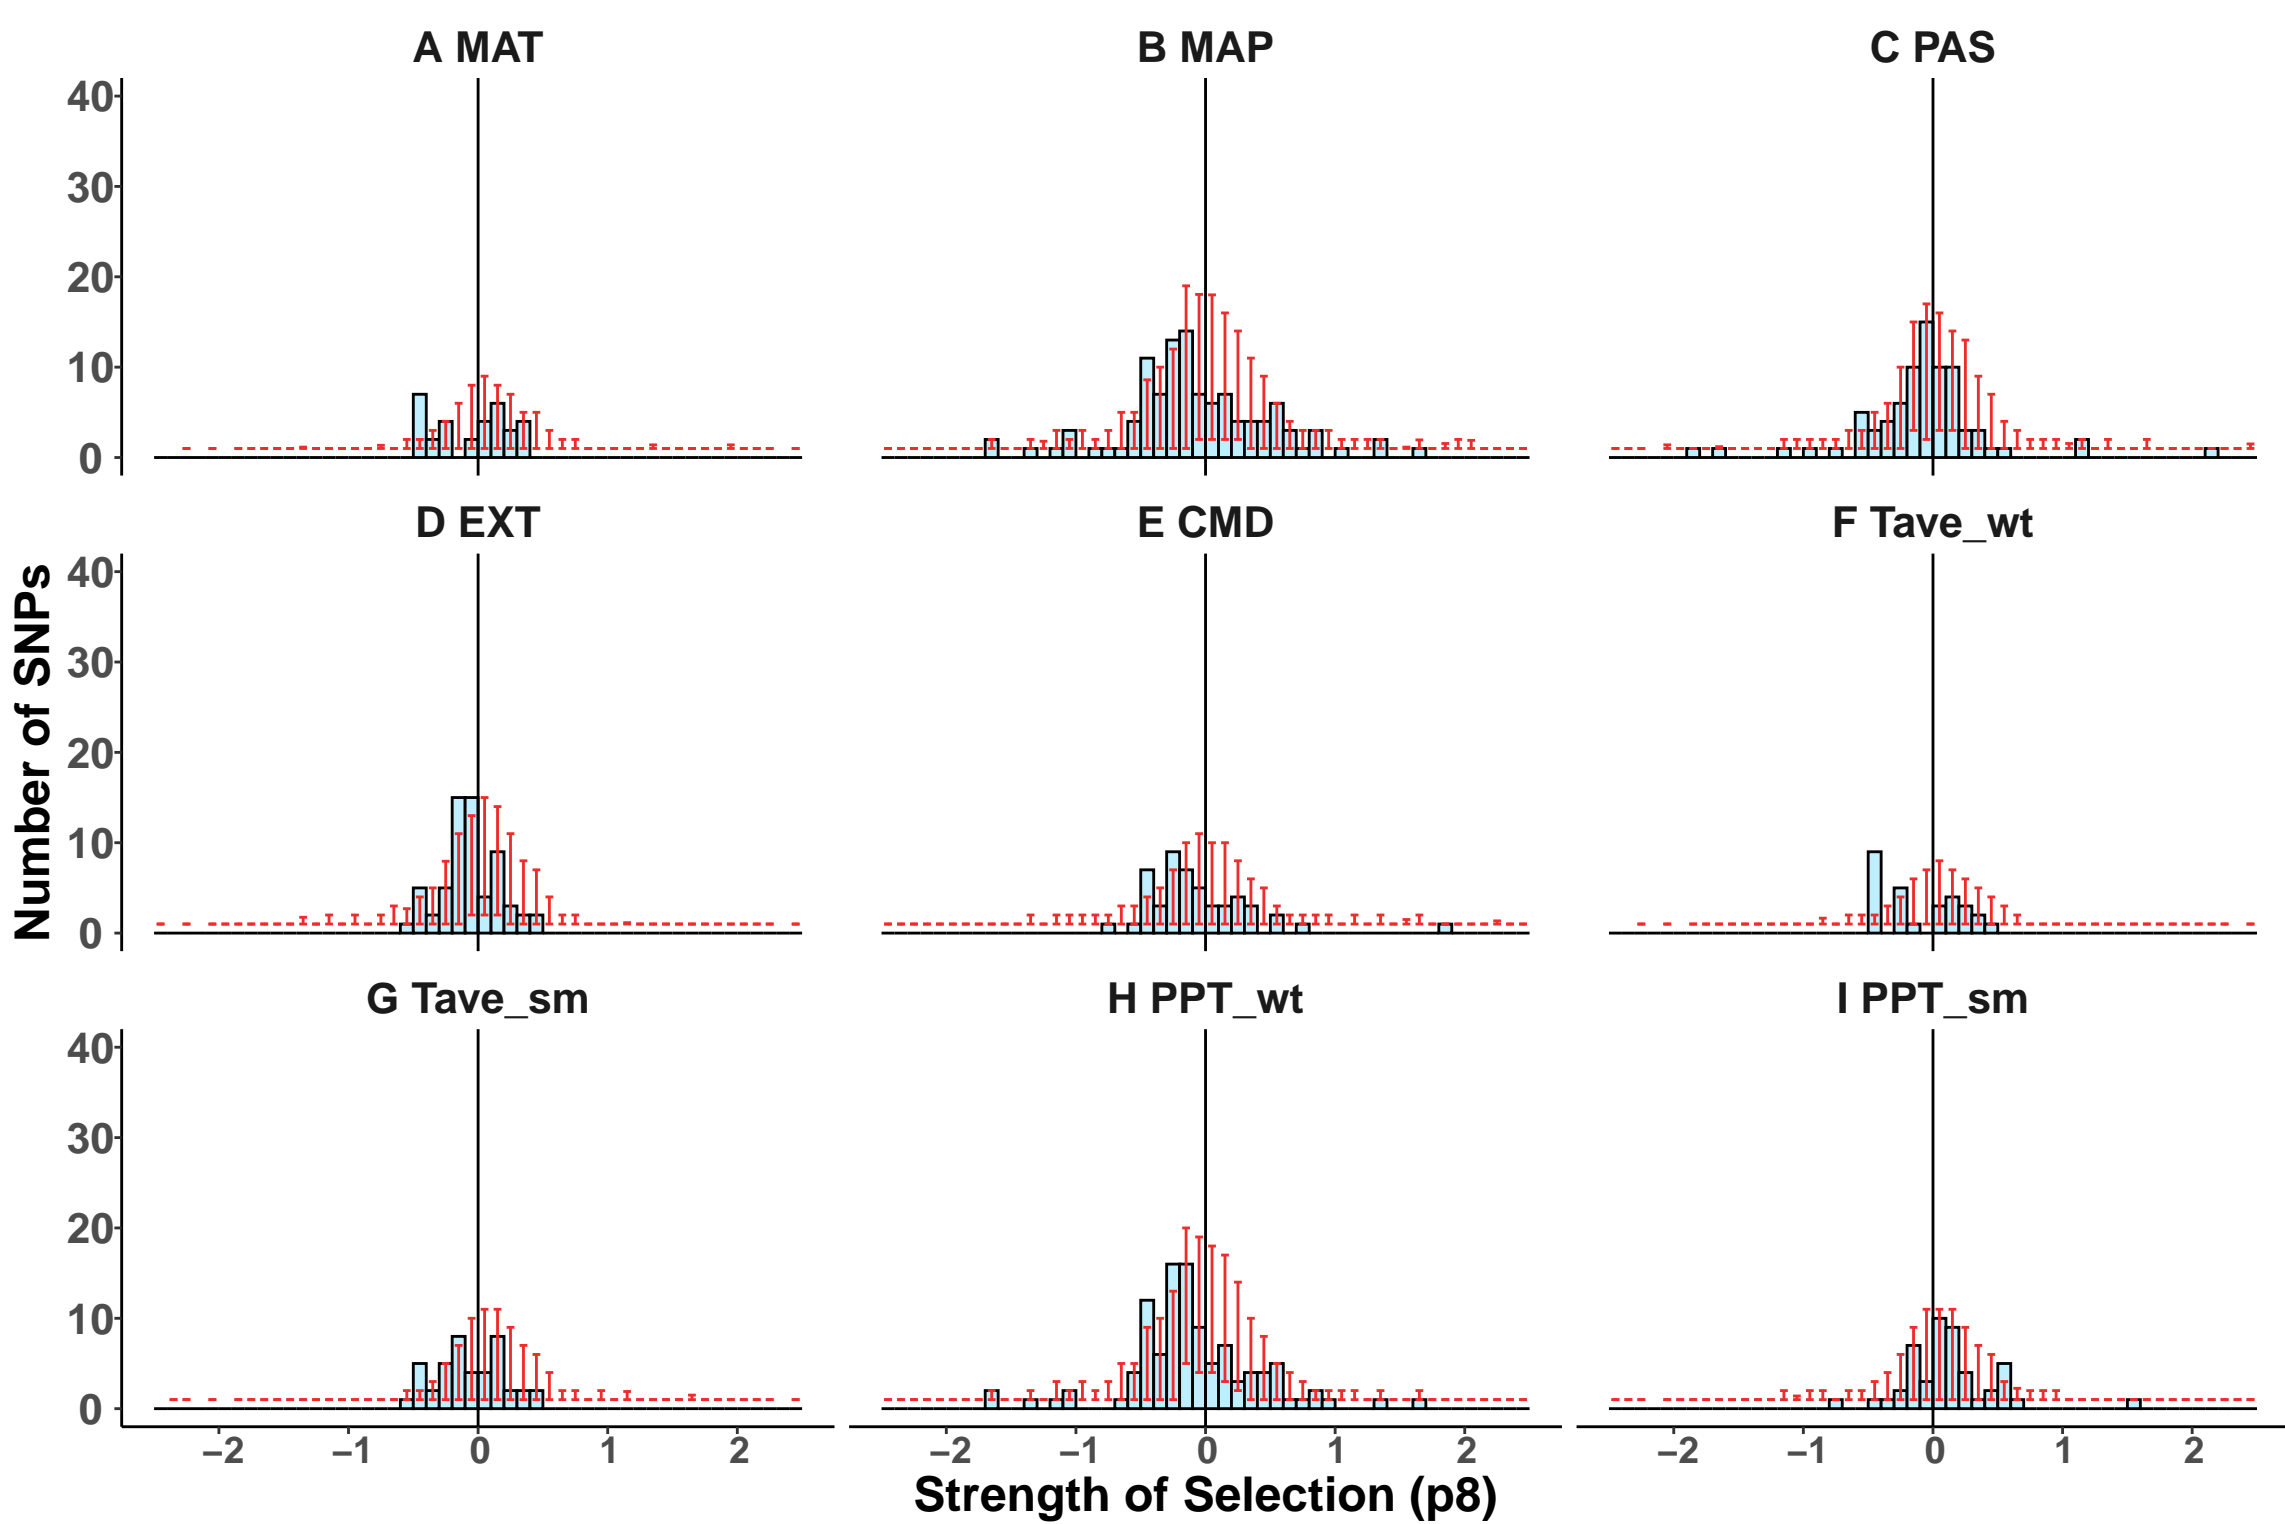 A MAT B MAP C PAS
40
30
20
10
0
D EXT E CMD F Tave_wt
40
30
20
10
0
G Tave_sm H PPT_wt I PPT_sm
40
30
20
10
0
−2 −1 0 1 2 −2 −1 0 1 2 −2 −1 0 1 2
Number of SNPs
Strength of Selection (p8)